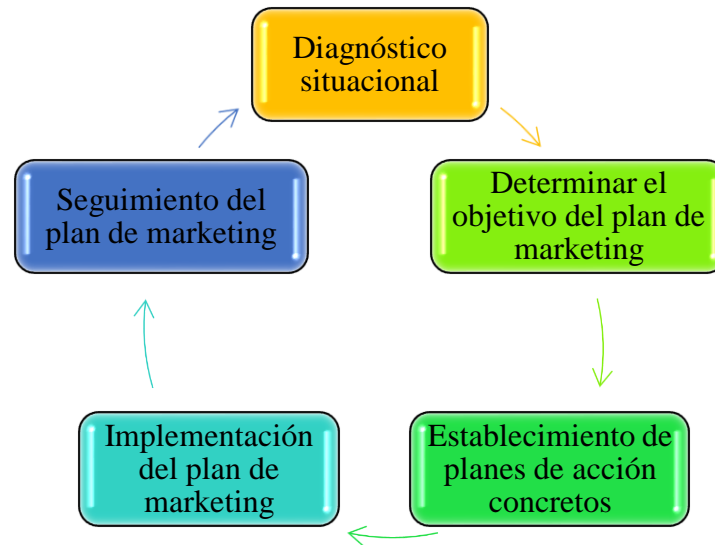 Diagnóstico
situacional
Determinar el
objetivo del plan de
marketing
Establecimiento de
planes de acción
concretos
Implementación
del plan de
marketing
Seguimiento del
plan de marketing